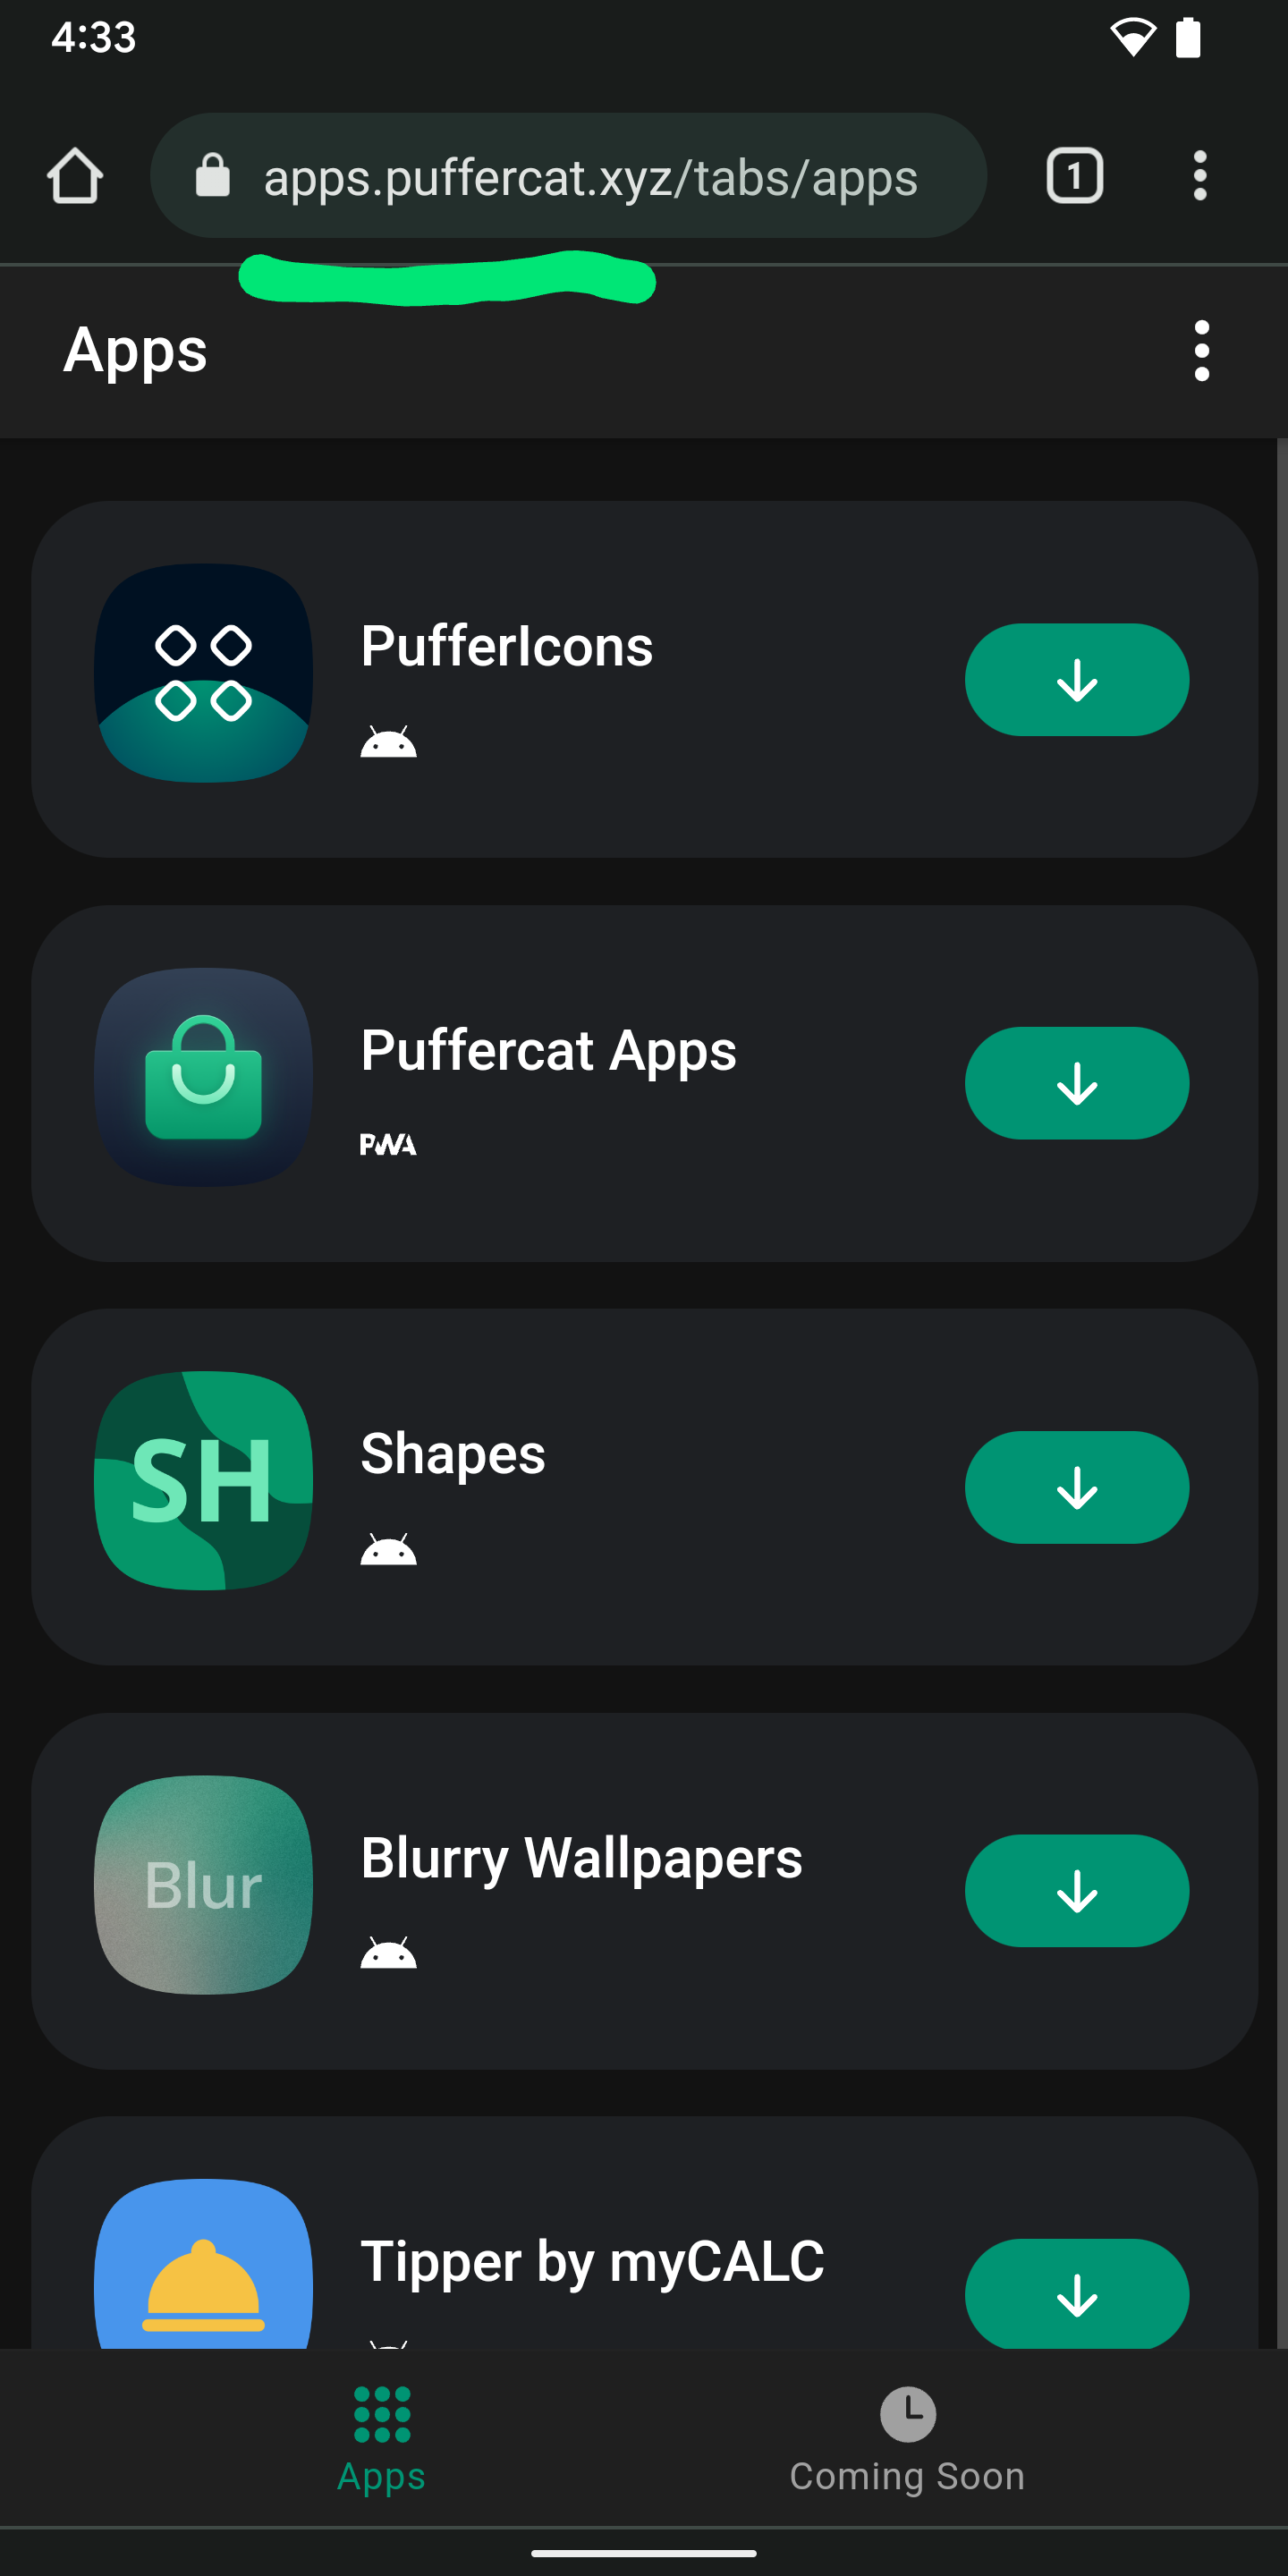 4:33
apps.puffercat.xyz/tabs/apps
1
Apps
PufferIcons
Puffercat Apps
PWA
SH
Shapes
Blur
Blurry Wallpapers
Tipper by myCALC
Apps
Coming Soon